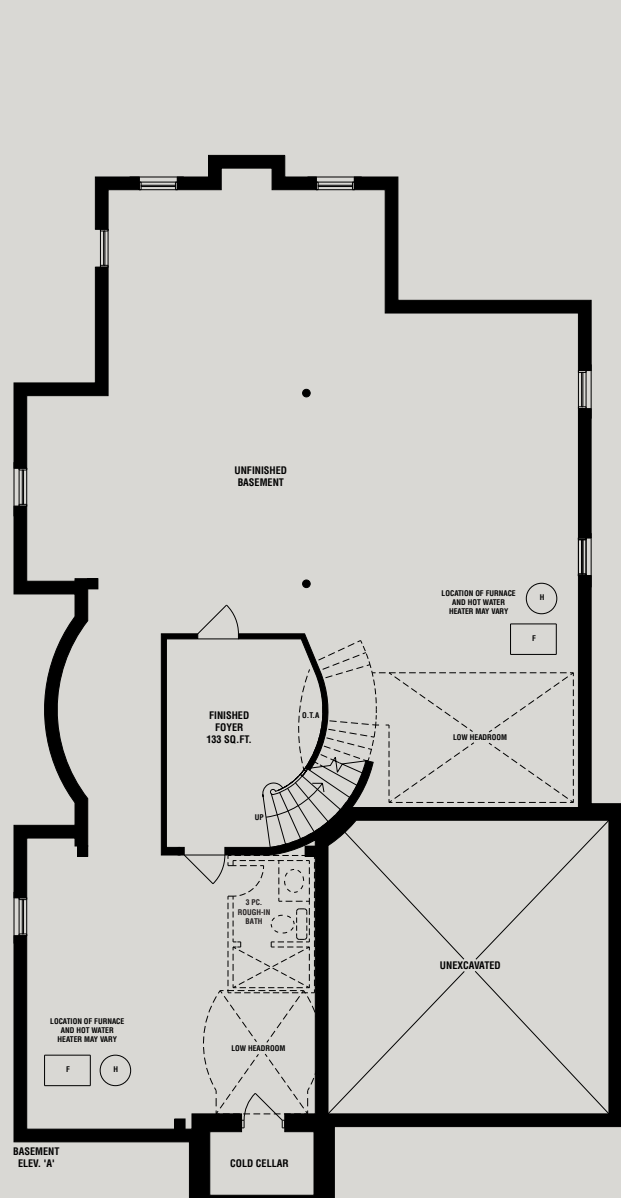 UNFINISHED
BASEMENT
LOCATION OF FURNACE
AND HOT WATER
HEATER MAY VARY
H
F
FINISHED
FOYER
133 SQ.FT.
O.T.A
LOW HEADROOM
UP
3 PC.
ROUGH-IN
BATH
UNEXCAVATED
LOCATION OF FURNACE
AND HOT WATER
HEATER MAY VARY
F
H
LOW HEADROOM
BASEMENT
ELEV. 'A'
COLD CELLAR